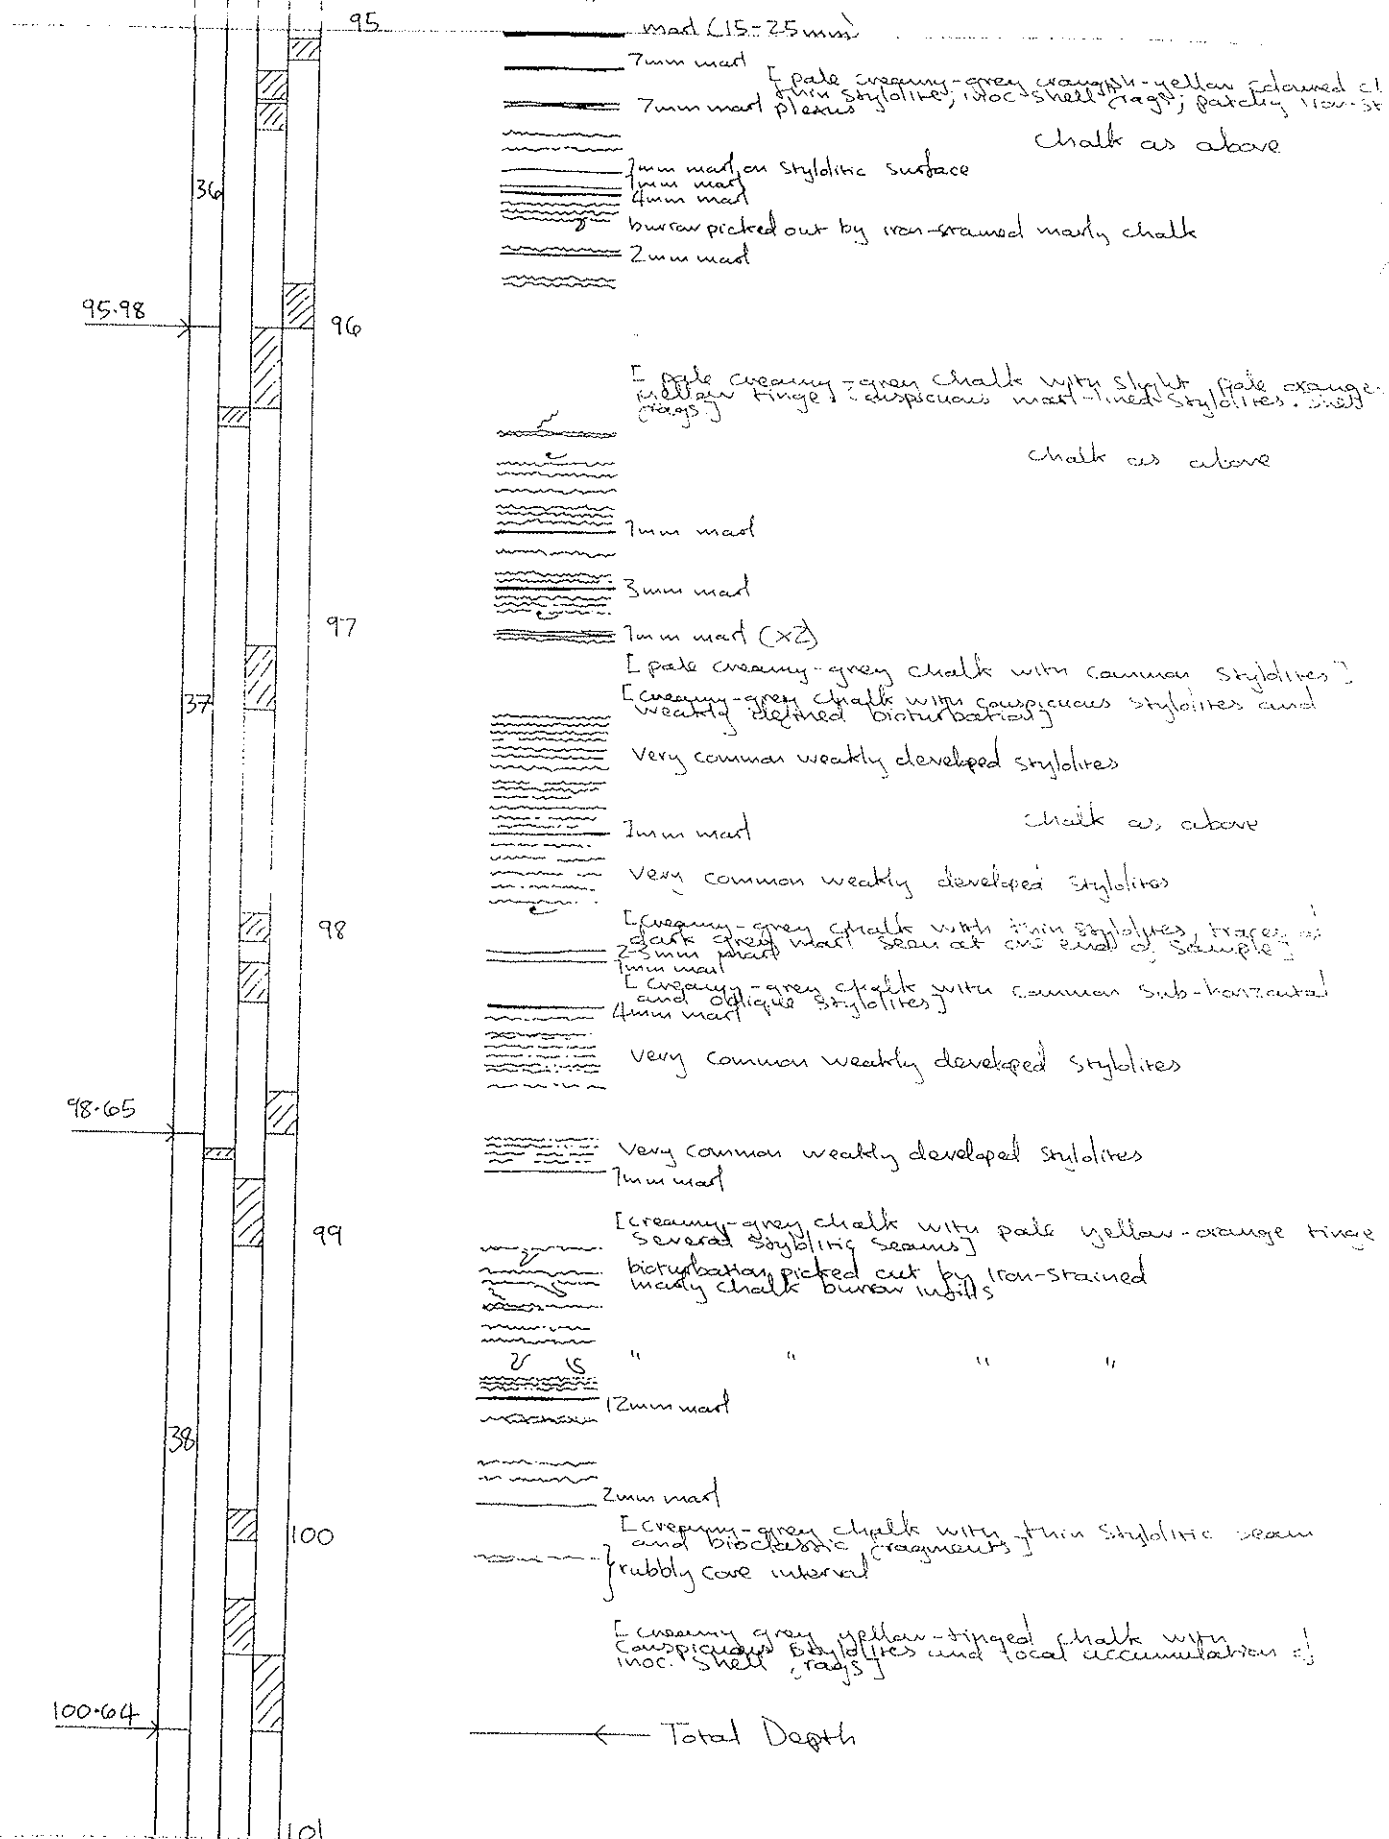 95
marl (15-25mm)
7mm marl
[pale creamy-grey orangish-yellow coloured
thin stylolite; inoc shell frags; patchy iron-st
7mm marl plexus
chalk as above
36
1mm marl on stylolitic surface
1mm marl
4mm marl
burrow picked out by iron-stained marly chalk
2mm marl
95.98
96
[pale creamy-grey chalk with slight pale orange-
yellow tinge. conspicuous marl-lined stylolites. shell
frags]
chalk as above
1mm marl
3mm marl
97
1mm marl (x2)
[pale creamy-grey chalk with common stylolites]
37
[creamy-grey chalk with conspicuous stylolites and
weakly defined bioturbation]
very common weakly developed stylolites
1mm marl
chalk as above
very common weakly developed stylolites
98
[creamy-grey chalk with thin stylolites, traces of
dark grey marl seen at one end of sample]
2-3mm marl
1mm marl
[creamy-grey chalk with common sub-horizontal
and oblique stylolites]
4mm marl
very common weakly developed stylolites
98.65
very common weakly developed stylolites
1mm marl
99
[creamy-grey chalk with pale yellow-orange tinge
several stylolitic seams]
bioturbation picked out by iron-stained
marly chalk burrow infills
" " " "
12mm marl
38
2mm marl
100
[creamy-grey chalk with thin stylolitic seam
and bioclastic fragments]
rubbly core interval
[creamy grey yellow-tinged chalk with
conspicuous stylolites and local accumulation of
inoc. shell frags]
100.64
Total Depth
101